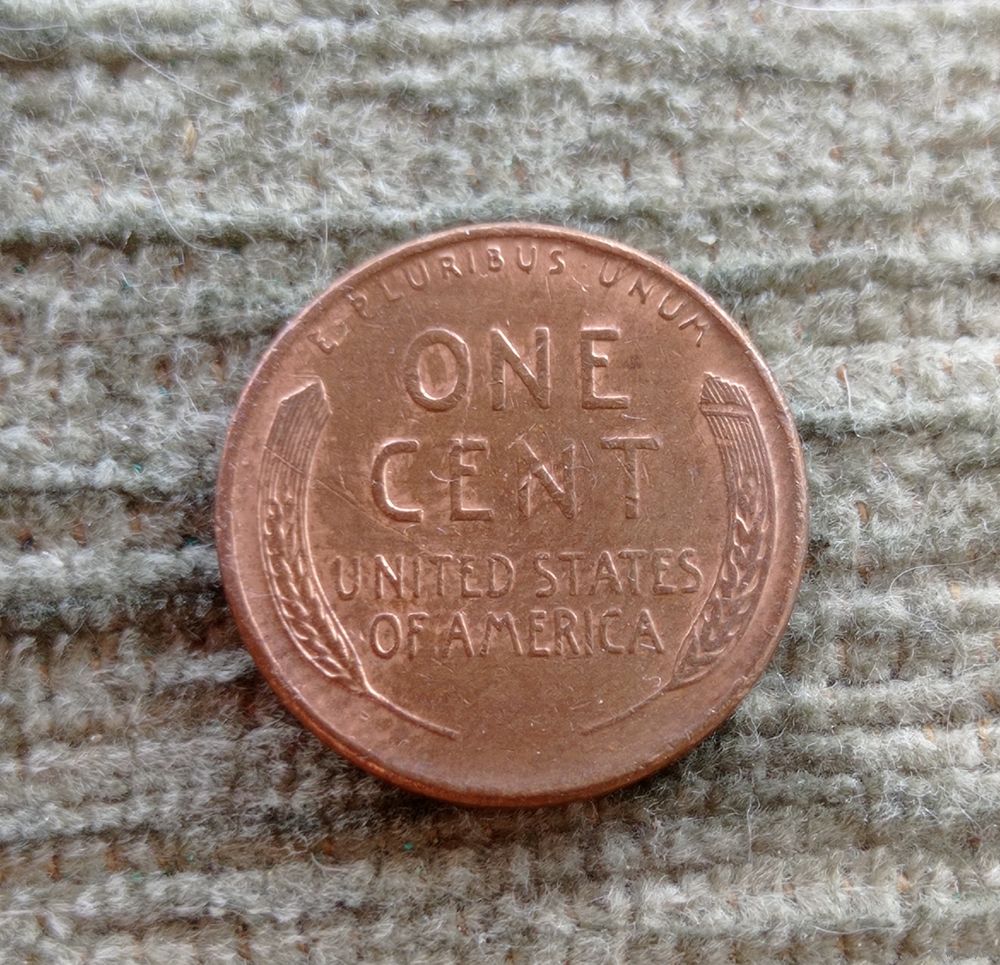 E · PLURIBUS · UNUM
ONE
CENT
UNITED STATES
OF AMERICA